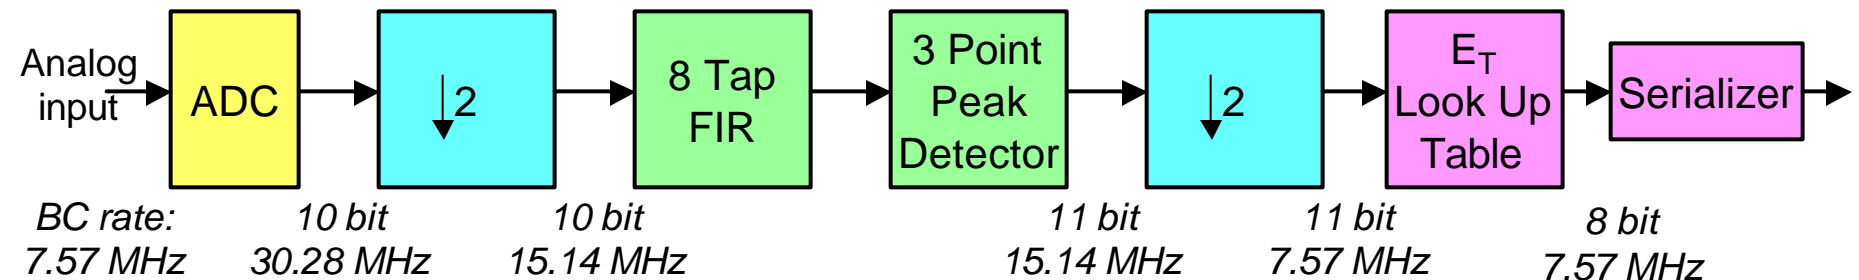 Analog
input
ADC
↓2
8 Tap
FIR
3 Point
Peak
Detector
↓2
E_T
Look Up
Table
Serializer
BC rate:
7.57 MHz
10 bit
30.28 MHz
10 bit
15.14 MHz
11 bit
15.14 MHz
11 bit
7.57 MHz
8 bit
7.57 MHz